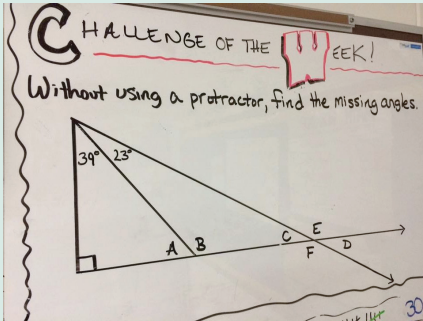 CHALLENGE OF THE WEEK!
Without using a protractor, find the missing angles.
39° 23°
A B C E D
F
30